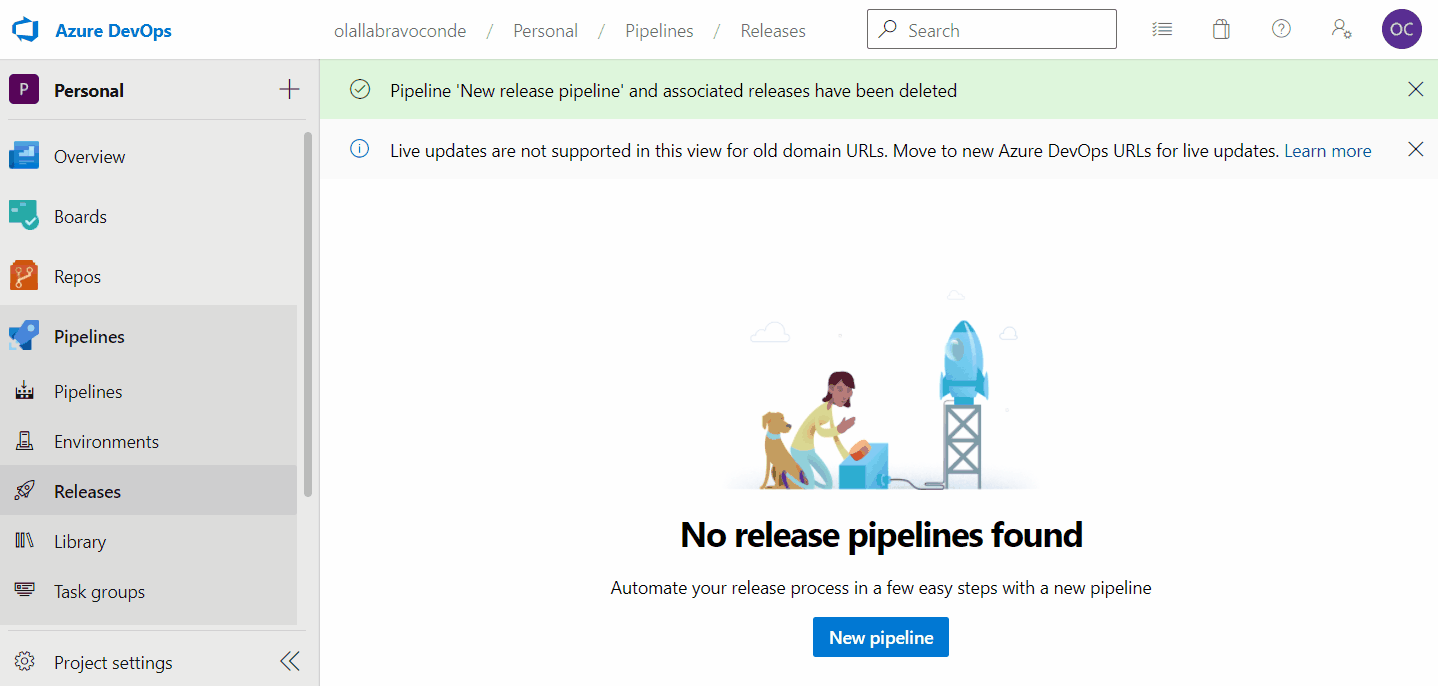 Azure DevOps
olallabravoconde / Personal / Pipelines / Releases
Search
OC
P Personal
Overview
Boards
Repos
Pipelines
Pipelines
Environments
Releases
Library
Task groups
Project settings
Pipeline 'New release pipeline' and associated releases have been deleted
Live updates are not supported in this view for old domain URLs. Move to new Azure DevOps URLs for live updates. Learn more
No release pipelines found
Automate your release process in a few easy steps with a new pipeline
New pipeline